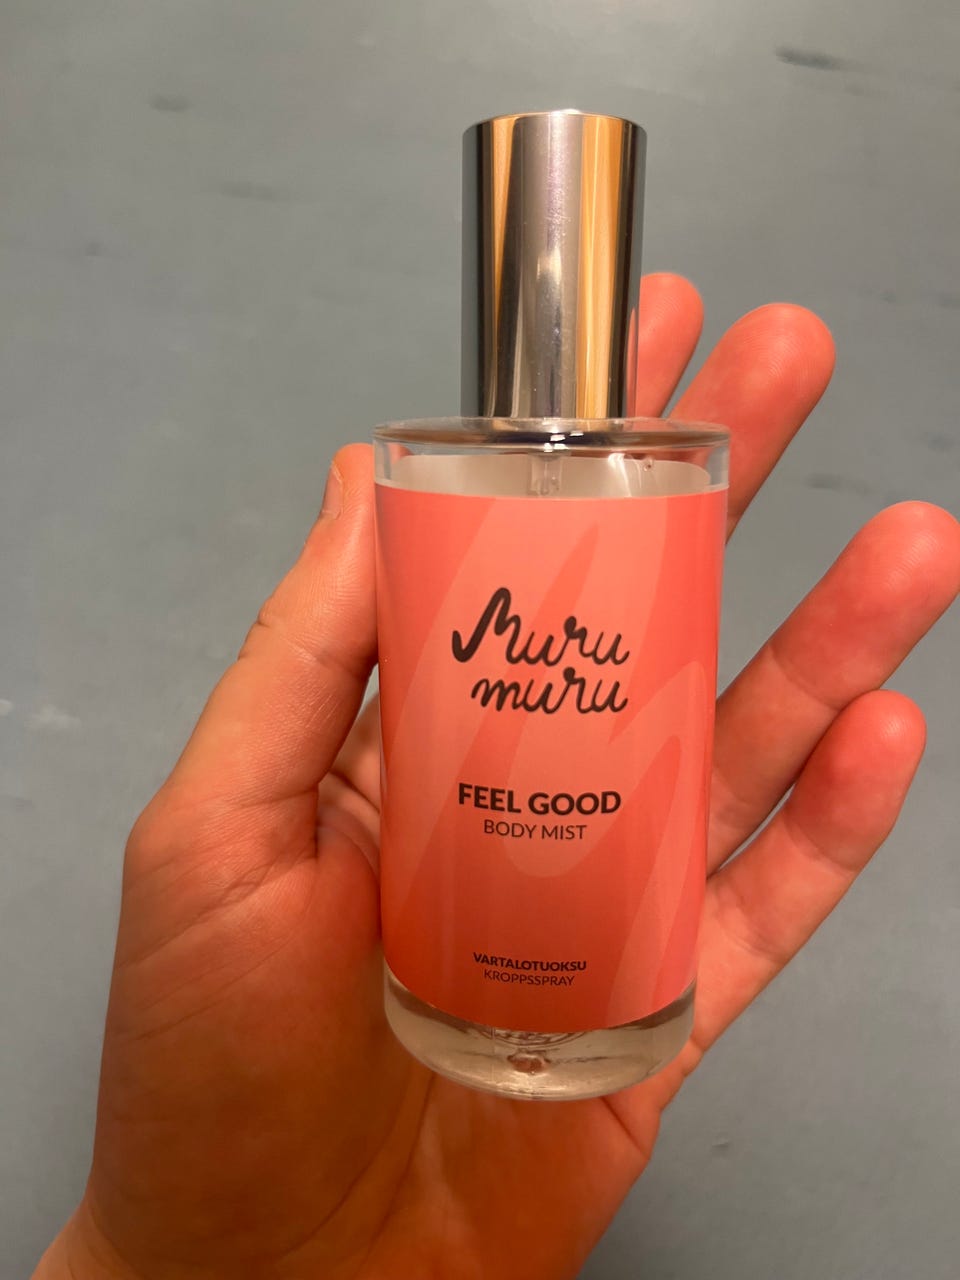 Muru
muru
FEEL GOOD
BODY MIST
VARTALOTUOKSU
KROPPSSPRAY